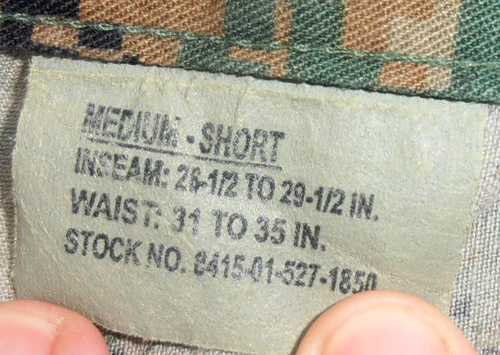 MEDIUM - SHORT
INSEAM: 26-1/2 TO 29-1/2 IN.
WAIST: 31 TO 35 IN.
STOCK NO. 8415-01-527-1850